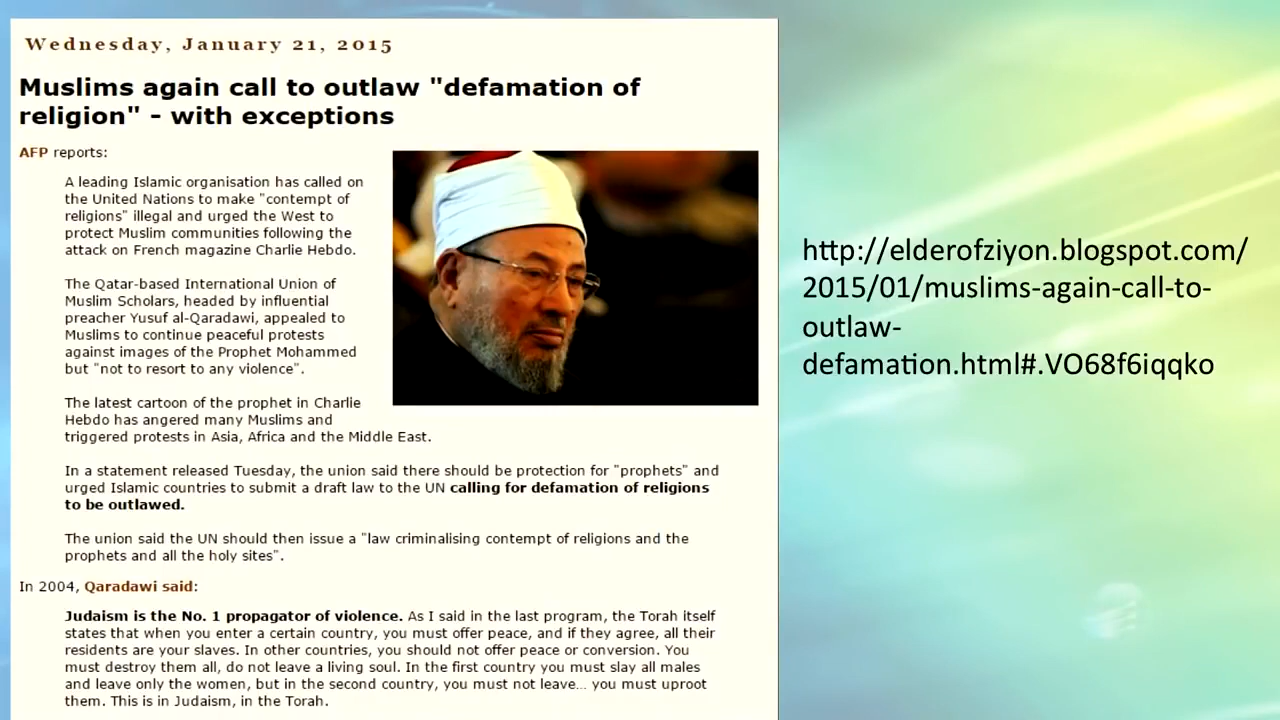 Wednesday, January 21, 2015
Muslims again call to outlaw "defamation of
religion" - with exceptions
AFP reports:
A leading Islamic organisation has called on
the United Nations to make "contempt of
religions" illegal and urged the West to
protect Muslim communities following the
attack on French magazine Charlie Hebdo.
The Qatar-based International Union of
Muslim Scholars, headed by influential
preacher Yusuf al-Qaradawi, appealed to
Muslims to continue peaceful protests
against images of the Prophet Mohammed
but "not to resort to any violence".
The latest cartoon of the prophet in Charlie
Hebdo has angered many Muslims and
triggered protests in Asia, Africa and the Middle East.
In a statement released Tuesday, the union said there should be protection for "prophets" and
urged Islamic countries to submit a draft law to the UN calling for defamation of religions
to be outlawed.
The union said the UN should then issue a "law criminalising contempt of religions and the
prophets and all the holy sites".
In 2004, Qaradawi said:
Judaism is the No. 1 propagator of violence. As I said in the last program, the Torah itself
states that when you enter a certain country, you must offer peace, and if they agree, all their
residents are your slaves. In other countries, you should not offer peace or conversion. You
must destroy them all, do not leave a living soul. In the first country you must slay all males
and leave only the women, but in the second country, you must not leave... you must uproot
them. This is in Judaism, in the Torah.
http://elderofziyon.blogspot.com/
2015/01/muslims-again-call-to-
outlaw-
defamation.html#.VO68f6iqqko